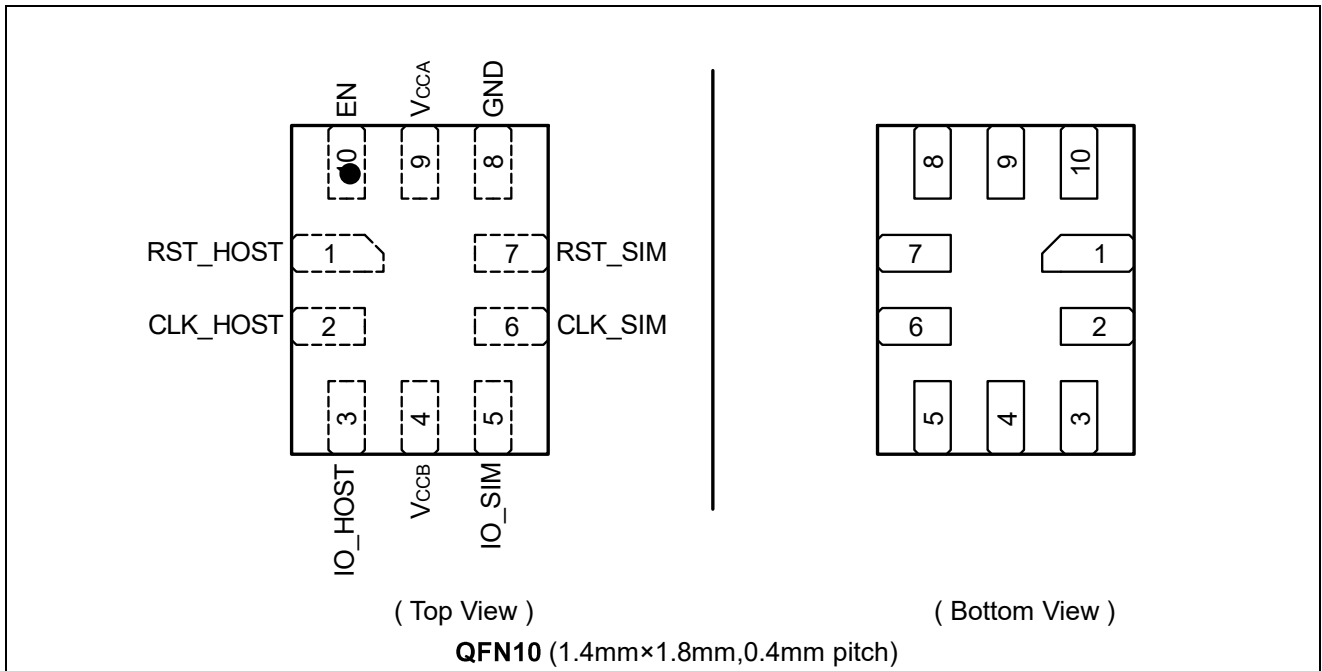 EN VCCA GND
10 9 8
8 9 10
RST_HOST 1 7 RST_SIM
7 1
CLK_HOST 2 6 CLK_SIM
6 2
3 4 5
5 4 3
IO_HOST VCCB IO_SIM
( Top View )
( Bottom View )
QFN10 (1.4mm×1.8mm,0.4mm pitch)